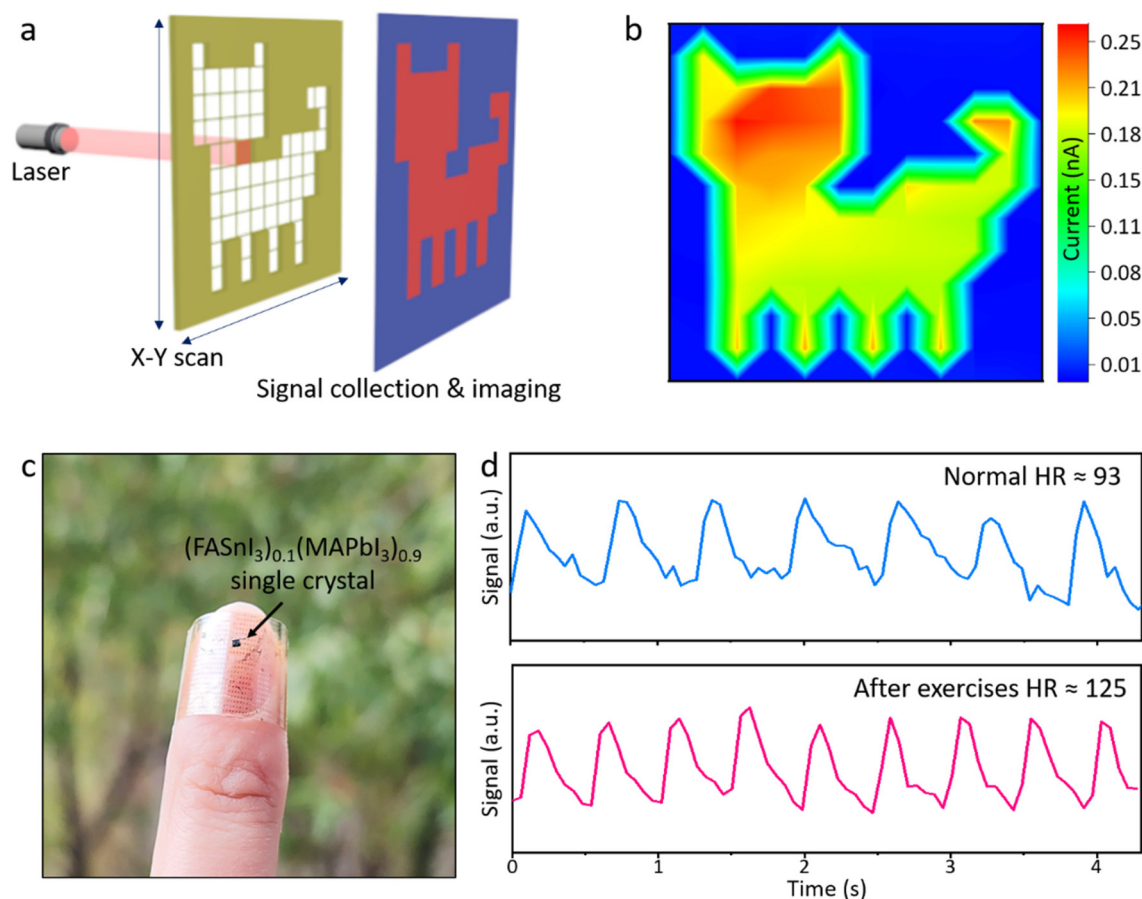 a
Laser
X-Y scan
Signal collection & imaging
b
0.25
0.21
0.18
0.15
0.11
0.08
0.05
0.01
Current (nA)
c
(FASnI3)0.1(MAPbI3)0.9
single crystal
d
Normal HR ≈ 93
Signal (a.u.)
After exercises HR ≈ 125
Signal (a.u.)
0 1 2 3 4
Time (s)